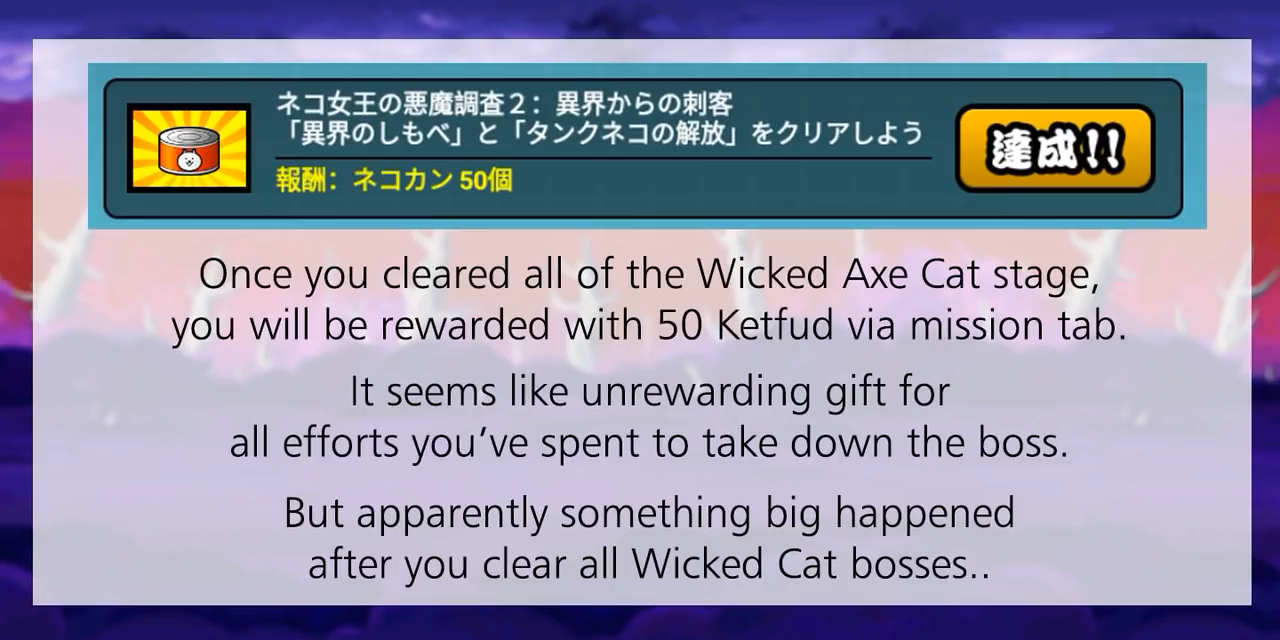 ネコ女王の悪魔調査２：異界からの刺客
「異界のしもべ」と「タンクネコの解放」をクリアしよう
達成!!
報酬：ネコカン 50個
Once you cleared all of the Wicked Axe Cat stage,
you will be rewarded with 50 Ketfud via mission tab.
It seems like unrewarding gift for
all efforts you’ve spent to take down the boss.
But apparently something big happened
after you clear all Wicked Cat bosses..